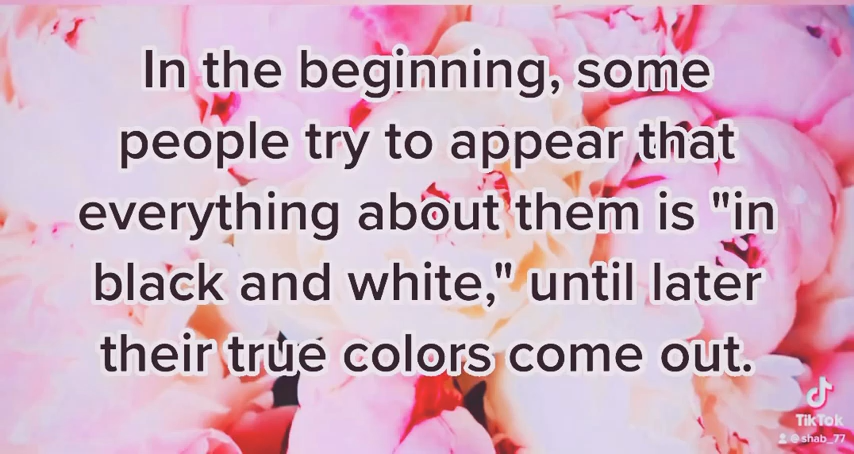 In the beginning, some
people try to appear that
everything about them is "in
black and white," until later
their true colors come out.
TikTok
@shab_77